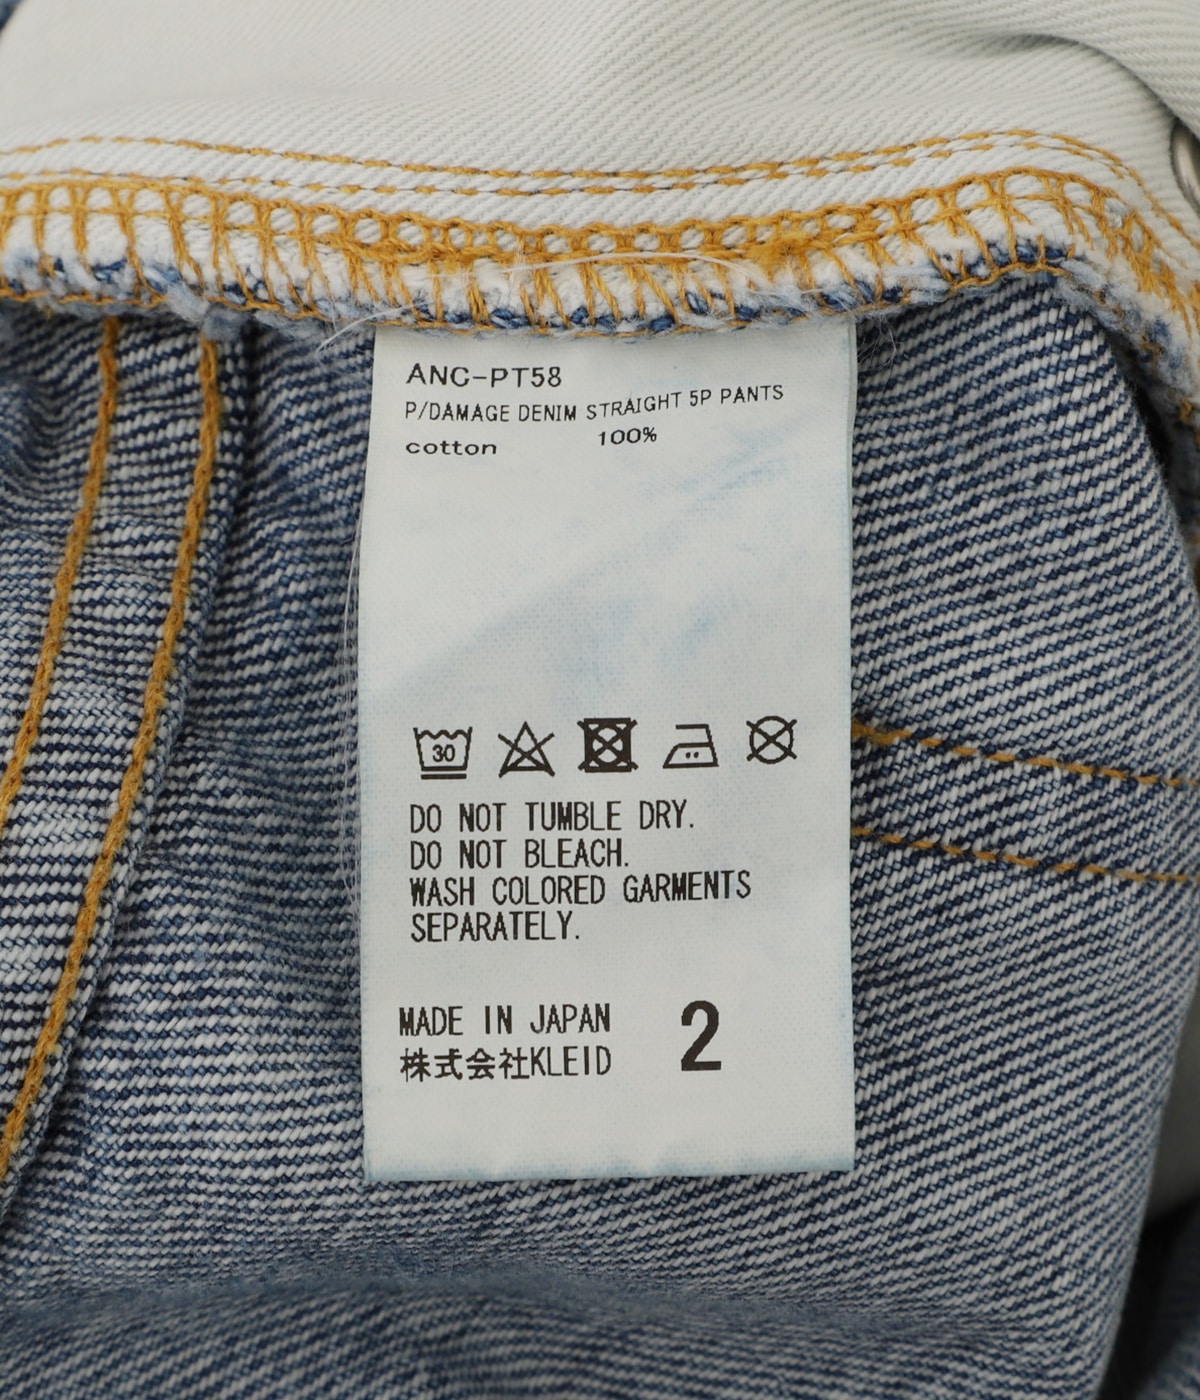 ANC-PT58
P/DAMAGE DENIM STRAIGHT 5P PANTS
cotton 100%
30
DO NOT TUMBLE DRY.
DO NOT BLEACH.
WASH COLORED GARMENTS
SEPARATELY.
MADE IN JAPAN 2
株式会社KLEID